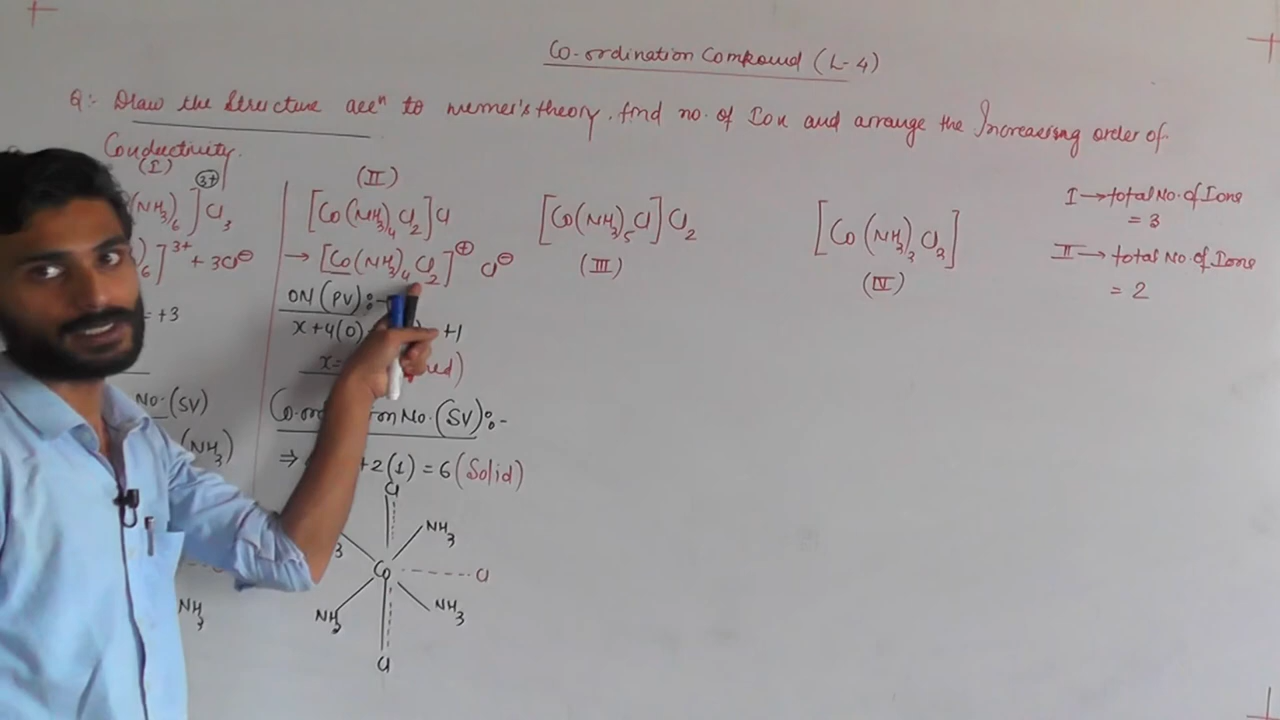 Co-ordination Compound (L-4)
Q:- Draw the Structure accⁿ to werner's theory. find no. of Ion and arrange the Increasing order of
Conductivity.
(I)
(NH₃)₆]³⁺Cl₃
₆]³⁺ + 3Cl⊖
= +3
No. (SV)
(NH₃)
NH₃
(II)
[Co(NH₃)₄Cl₂]Cl
→ [Co(NH₃)₄Cl₂]⊕ Cl⊖
ON (PV):-
x+4(0) +1
x=
Co-or on No. (SV):-
⇒ +2(1) = 6 (Solid)
Cl
NH₃
3
Co Cl
NH₃ NH₃
Cl
[Co(NH₃)₅Cl]Cl₂
(III)
[Co(NH₃)₃Cl₃]
(IV)
I → total No. of Ions
= 3
II → total No. of Ions
= 2